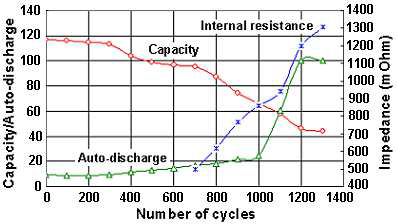 140 1400
Internal resistance
120 1300
1200
100 Capacity 1100
80 1000
60 900
800
40 700
600
20 Auto-discharge 500
0 400
0 200 400 600 800 1000 1200 1400
Number of cycles
Capacity/Auto-discharge
Impedance (mOhm)